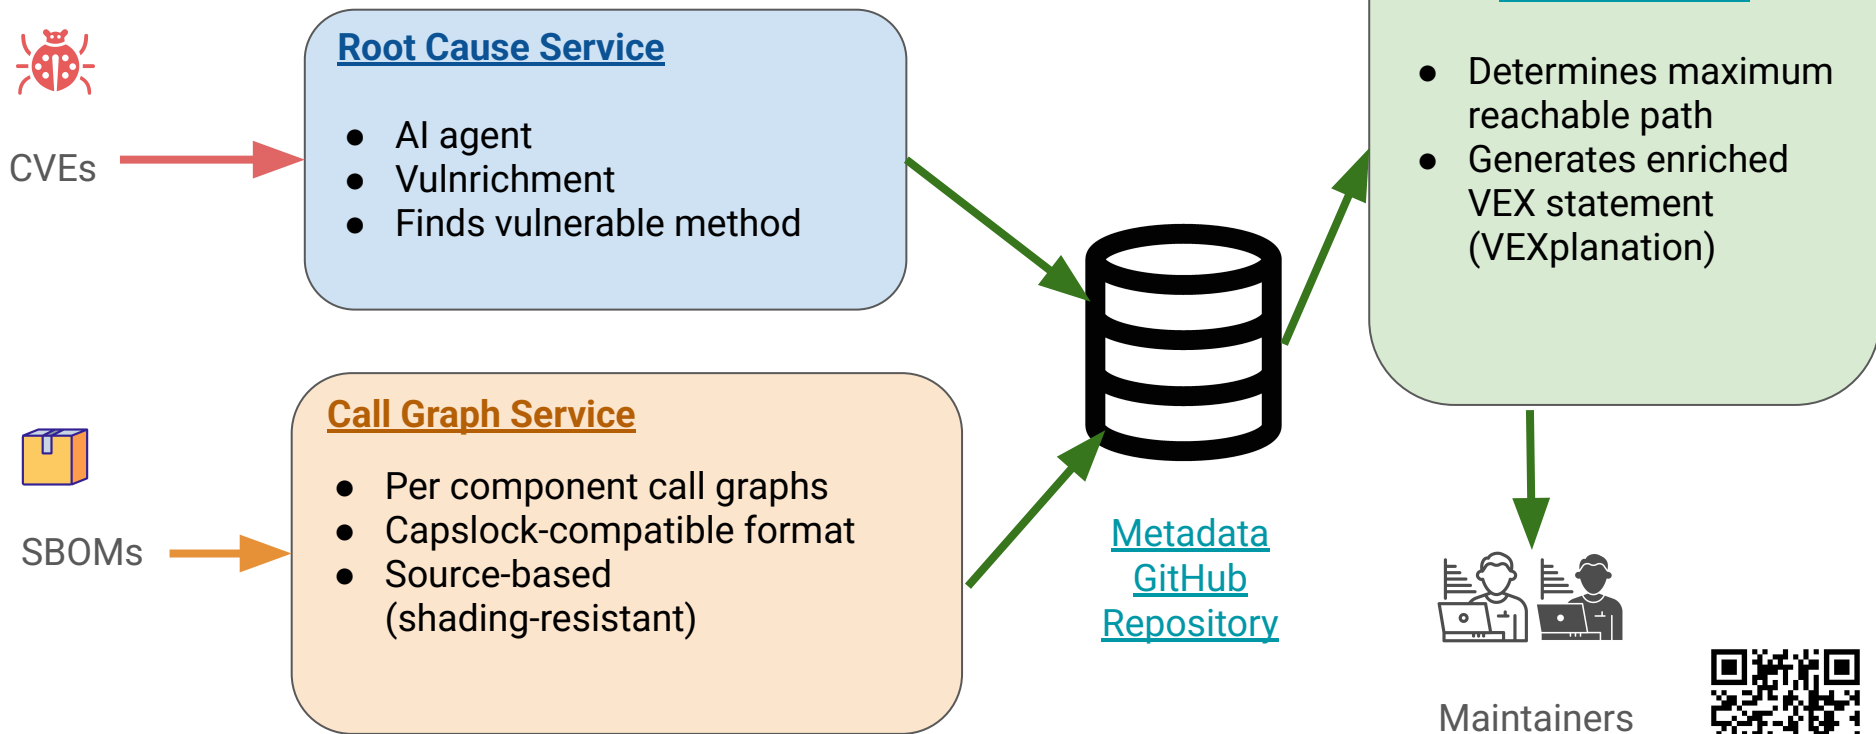 CVEs
Root Cause Service
● AI agent
● Vulnrichment
● Finds vulnerable method
SBOMs
Call Graph Service
● Per component call graphs
● Capslock-compatible format
● Source-based
(shading-resistant)
Metadata
GitHub
Repository
● Determines maximum
reachable path
● Generates enriched
VEX statement
(VEXplanation)
Maintainers